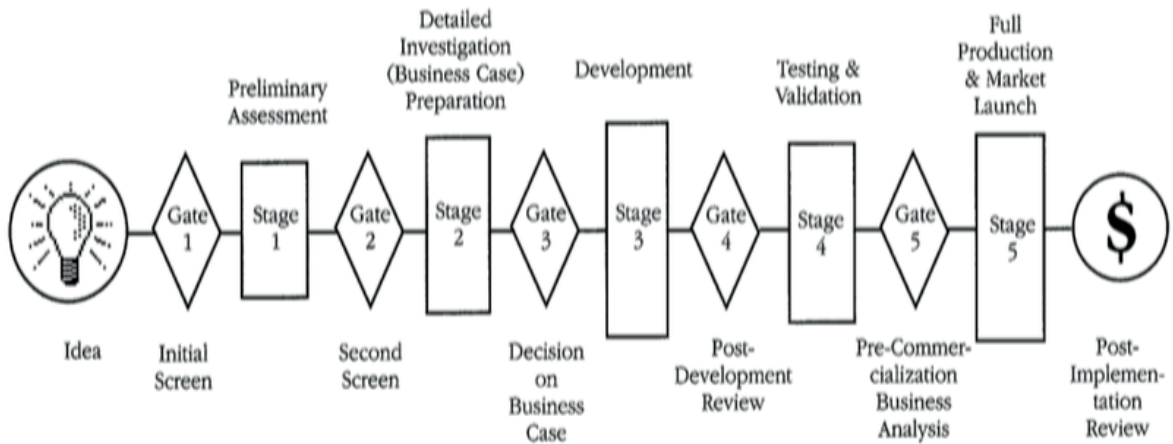 Preliminary
Assessment
Detailed
Investigation
(Business Case)
Preparation
Development
Testing &
Validation
Full
Production
& Market
Launch
Gate
1
Stage
1
Gate
2
Stage
2
Gate
3
Stage
3
Gate
4
Stage
4
Gate
5
Stage
5
$
Idea
Initial
Screen
Second
Screen
Decision
on
Business
Case
Post-
Development
Review
Pre-Commer-
cialization
Business
Analysis
Post-
Implemen-
tation
Review